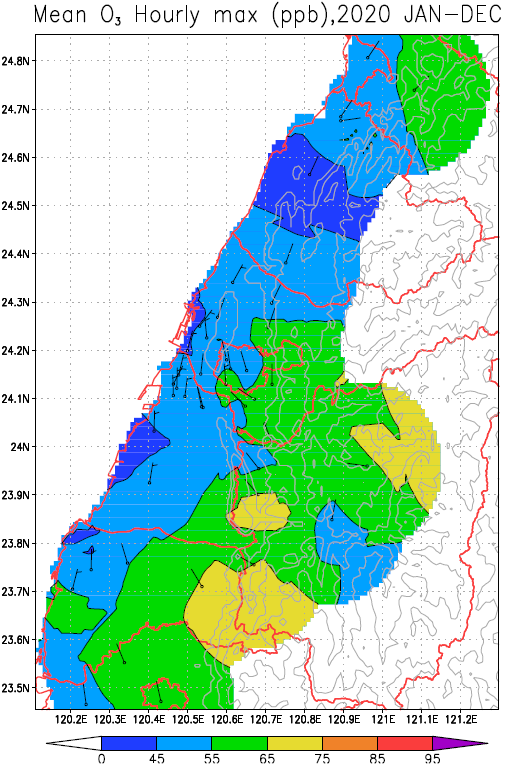 Mean O₃ Hourly max (ppb),2020 JAN−DEC
24.8N
24.7N
24.6N
24.5N
24.4N
24.3N
24.2N
24.1N
24N
23.9N
23.8N
23.7N
23.6N
23.5N
120.2E 120.3E 120.4E 120.5E 120.6E 120.7E 120.8E 120.9E 121E 121.1E 121.2E
0 45 55 65 75 85 95